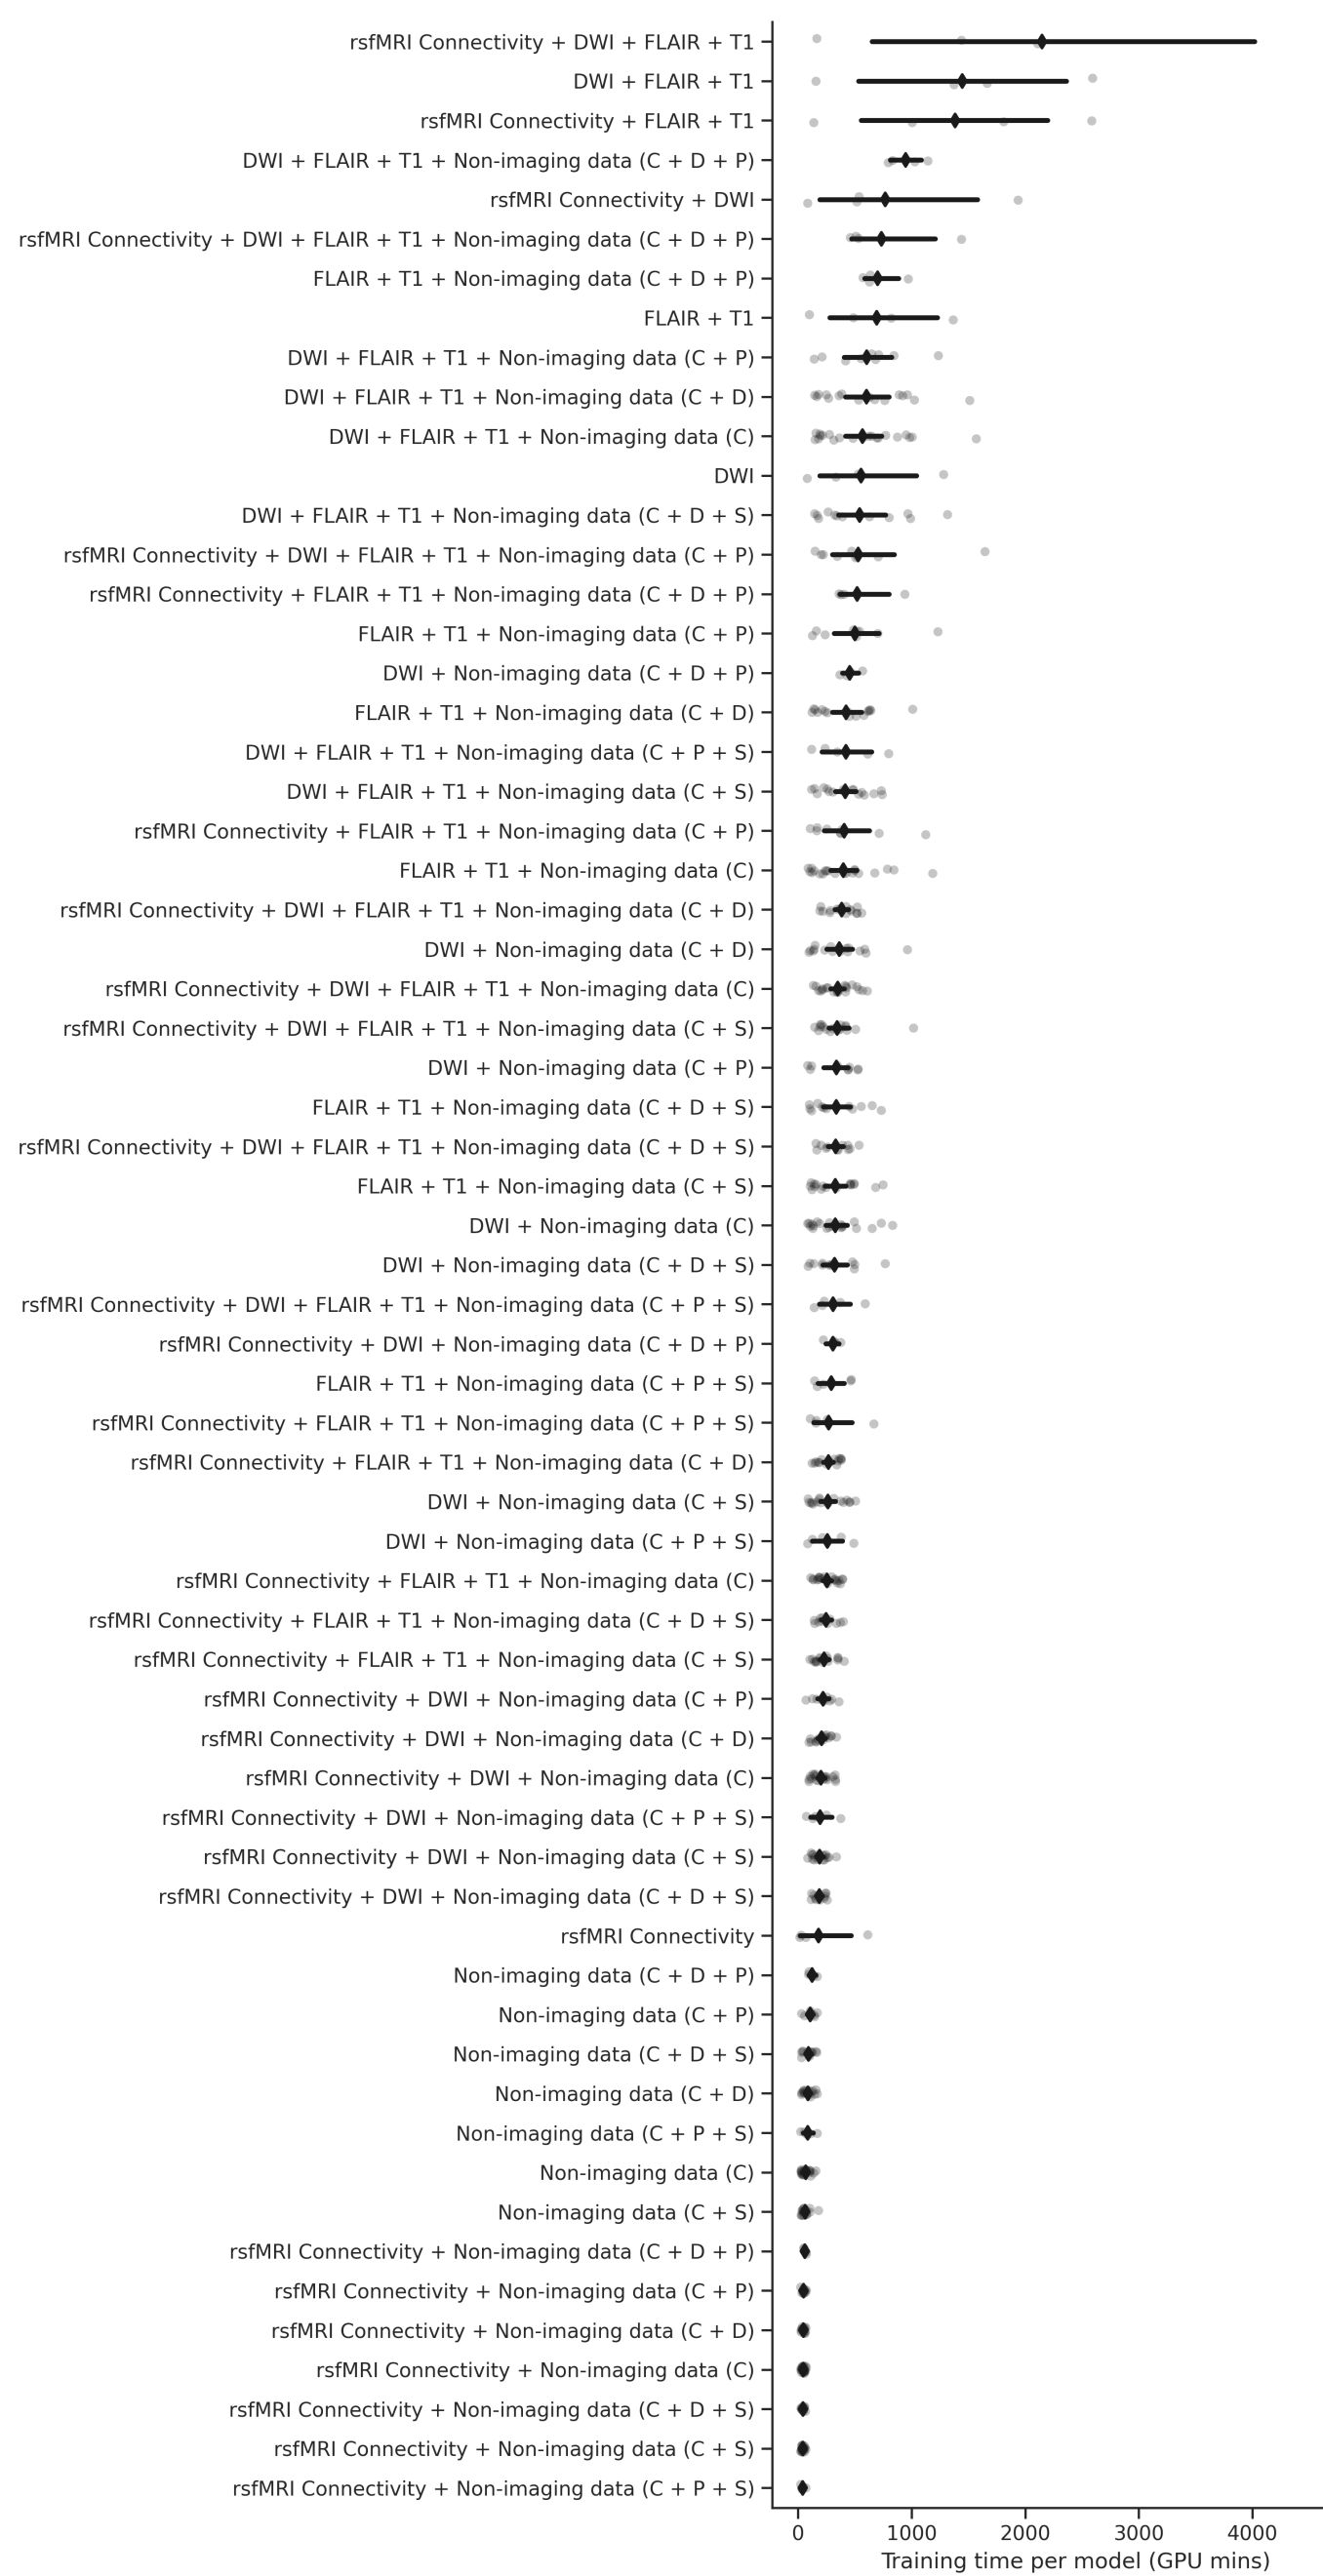 rsfMRI Connectivity + DWI + FLAIR + T1
DWI + FLAIR + T1
rsfMRI Connectivity + FLAIR + T1
DWI + FLAIR + T1 + Non-imaging data (C + D + P)
rsfMRI Connectivity + DWI
rsfMRI Connectivity + DWI + FLAIR + T1 + Non-imaging data (C + D + P)
FLAIR + T1 + Non-imaging data (C + D + P)
FLAIR + T1
DWI + FLAIR + T1 + Non-imaging data (C + P)
DWI + FLAIR + T1 + Non-imaging data (C + D)
DWI + FLAIR + T1 + Non-imaging data (C)
DWI
DWI + FLAIR + T1 + Non-imaging data (C + D + S)
rsfMRI Connectivity + DWI + FLAIR + T1 + Non-imaging data (C + P)
rsfMRI Connectivity + FLAIR + T1 + Non-imaging data (C + D + P)
FLAIR + T1 + Non-imaging data (C + P)
DWI + Non-imaging data (C + D + P)
FLAIR + T1 + Non-imaging data (C + D)
DWI + FLAIR + T1 + Non-imaging data (C + P + S)
DWI + FLAIR + T1 + Non-imaging data (C + S)
rsfMRI Connectivity + FLAIR + T1 + Non-imaging data (C + P)
FLAIR + T1 + Non-imaging data (C)
rsfMRI Connectivity + DWI + FLAIR + T1 + Non-imaging data (C + D)
DWI + Non-imaging data (C + D)
rsfMRI Connectivity + DWI + FLAIR + T1 + Non-imaging data (C)
rsfMRI Connectivity + DWI + FLAIR + T1 + Non-imaging data (C + S)
DWI + Non-imaging data (C + P)
FLAIR + T1 + Non-imaging data (C + D + S)
rsfMRI Connectivity + DWI + FLAIR + T1 + Non-imaging data (C + D + S)
FLAIR + T1 + Non-imaging data (C + S)
DWI + Non-imaging data (C)
DWI + Non-imaging data (C + D + S)
rsfMRI Connectivity + DWI + FLAIR + T1 + Non-imaging data (C + P + S)
rsfMRI Connectivity + DWI + Non-imaging data (C + D + P)
FLAIR + T1 + Non-imaging data (C + P + S)
rsfMRI Connectivity + FLAIR + T1 + Non-imaging data (C + P + S)
rsfMRI Connectivity + FLAIR + T1 + Non-imaging data (C + D)
DWI + Non-imaging data (C + S)
DWI + Non-imaging data (C + P + S)
rsfMRI Connectivity + FLAIR + T1 + Non-imaging data (C)
rsfMRI Connectivity + FLAIR + T1 + Non-imaging data (C + D + S)
rsfMRI Connectivity + FLAIR + T1 + Non-imaging data (C + S)
rsfMRI Connectivity + DWI + Non-imaging data (C + P)
rsfMRI Connectivity + DWI + Non-imaging data (C + D)
rsfMRI Connectivity + DWI + Non-imaging data (C)
rsfMRI Connectivity + DWI + Non-imaging data (C + P + S)
rsfMRI Connectivity + DWI + Non-imaging data (C + S)
rsfMRI Connectivity + DWI + Non-imaging data (C + D + S)
rsfMRI Connectivity
Non-imaging data (C + D + P)
Non-imaging data (C + P)
Non-imaging data (C + D + S)
Non-imaging data (C + D)
Non-imaging data (C + P + S)
Non-imaging data (C)
Non-imaging data (C + S)
rsfMRI Connectivity + Non-imaging data (C + D + P)
rsfMRI Connectivity + Non-imaging data (C + P)
rsfMRI Connectivity + Non-imaging data (C + D)
rsfMRI Connectivity + Non-imaging data (C)
rsfMRI Connectivity + Non-imaging data (C + D + S)
rsfMRI Connectivity + Non-imaging data (C + S)
rsfMRI Connectivity + Non-imaging data (C + P + S)
0 1000 2000 3000 4000
Training time per model (GPU mins)